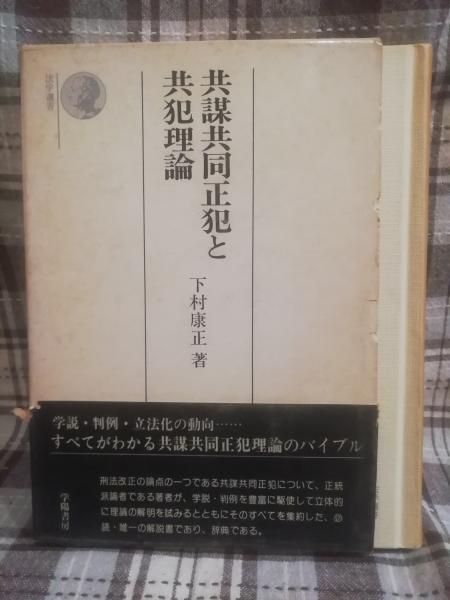 法学選書
共謀共同正犯と
共犯理論
下村康正 著
学説・判例・立法化の動向……
すべてがわかる共謀共同正犯理論のバイブル
刑法改正の論点の一つである共謀共同正犯について、正統
派論者である著者が、学説・判例を豊富に駆使して立体的
に理論の解明を試みるとともにそのすべてを集約した、㊙
読・唯一の解説書であり、辞典である。
学陽書房